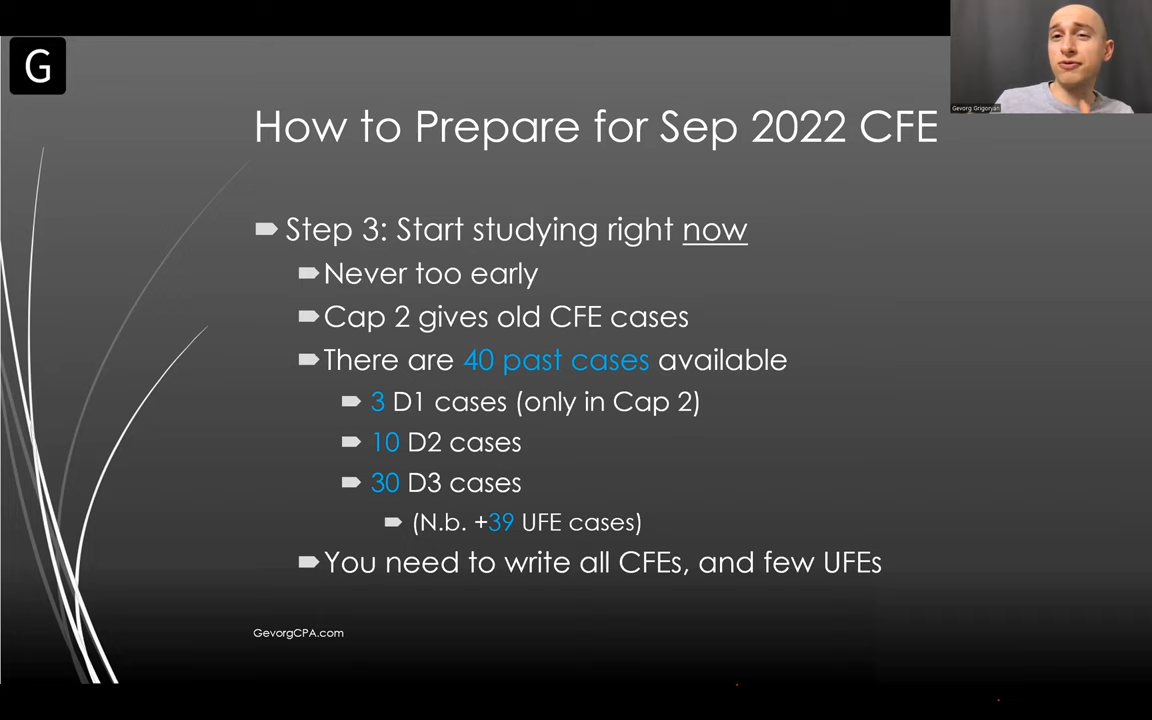 G
Gevorg Grigoryan
How to Prepare for Sep 2022 CFE
Step 3: Start studying right now
Never too early
Cap 2 gives old CFE cases
There are 40 past cases available
3 D1 cases (only in Cap 2)
10 D2 cases
30 D3 cases
(N.b. +39 UFE cases)
You need to write all CFEs, and few UFEs
GevorgCPA.com